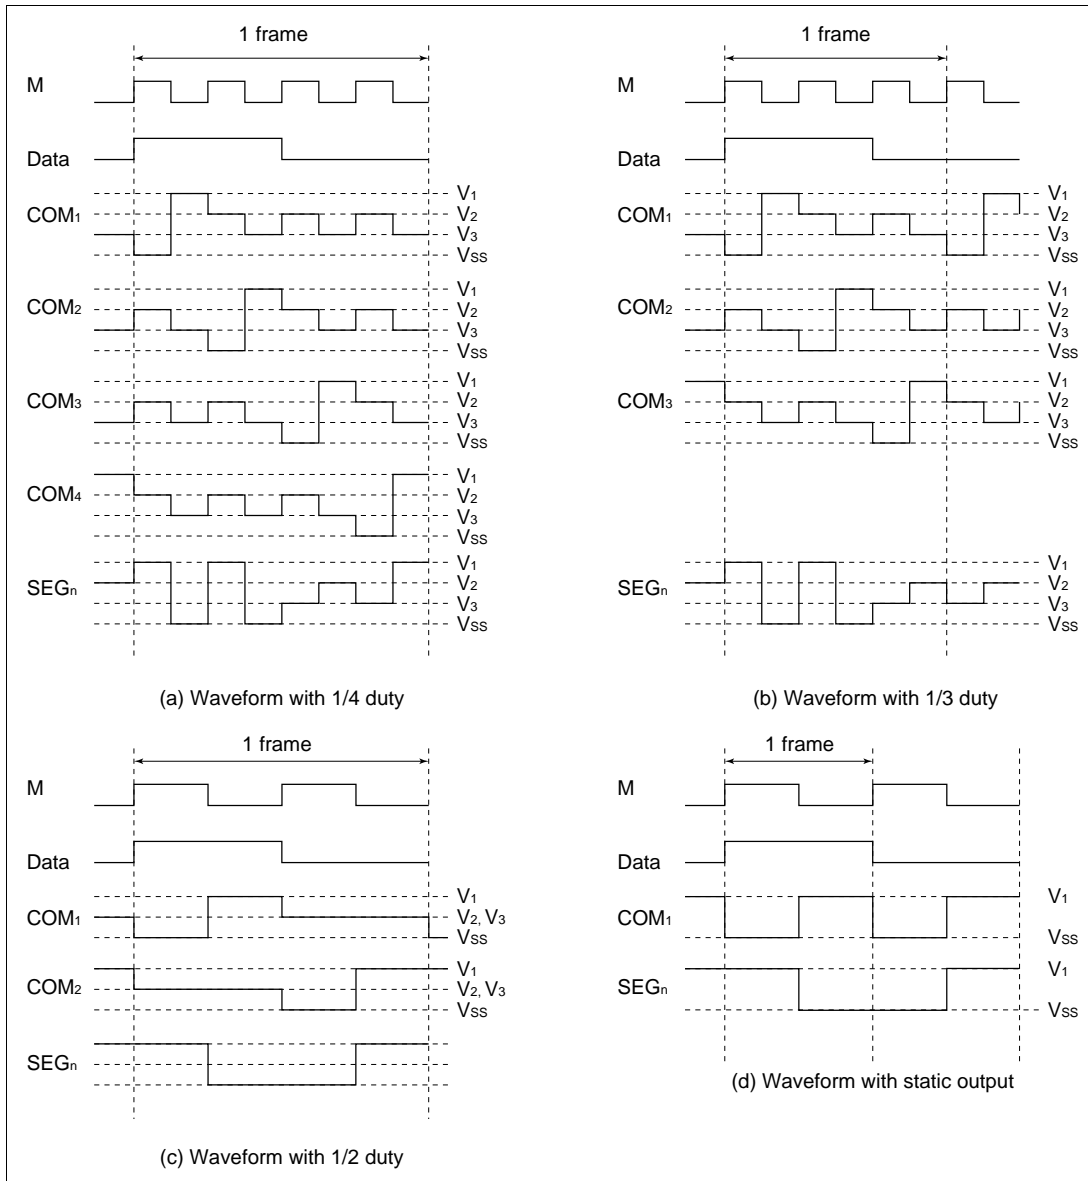 1 frame
M
Data
COM1
V1
V2
V3
VSS
COM2
V1
V2
V3
VSS
COM3
V1
V2
V3
VSS
COM4
V1
V2
V3
VSS
SEGn
V1
V2
V3
VSS
(a) Waveform with 1/4 duty
1 frame
M
Data
COM1
V1
V2
V3
VSS
COM2
V1
V2
V3
VSS
COM3
V1
V2
V3
VSS
SEGn
V1
V2
V3
VSS
(b) Waveform with 1/3 duty
1 frame
M
Data
COM1
V1
V2, V3
VSS
COM2
V1
V2, V3
VSS
SEGn
(c) Waveform with 1/2 duty
1 frame
M
Data
COM1
V1
VSS
SEGn
V1
VSS
(d) Waveform with static output